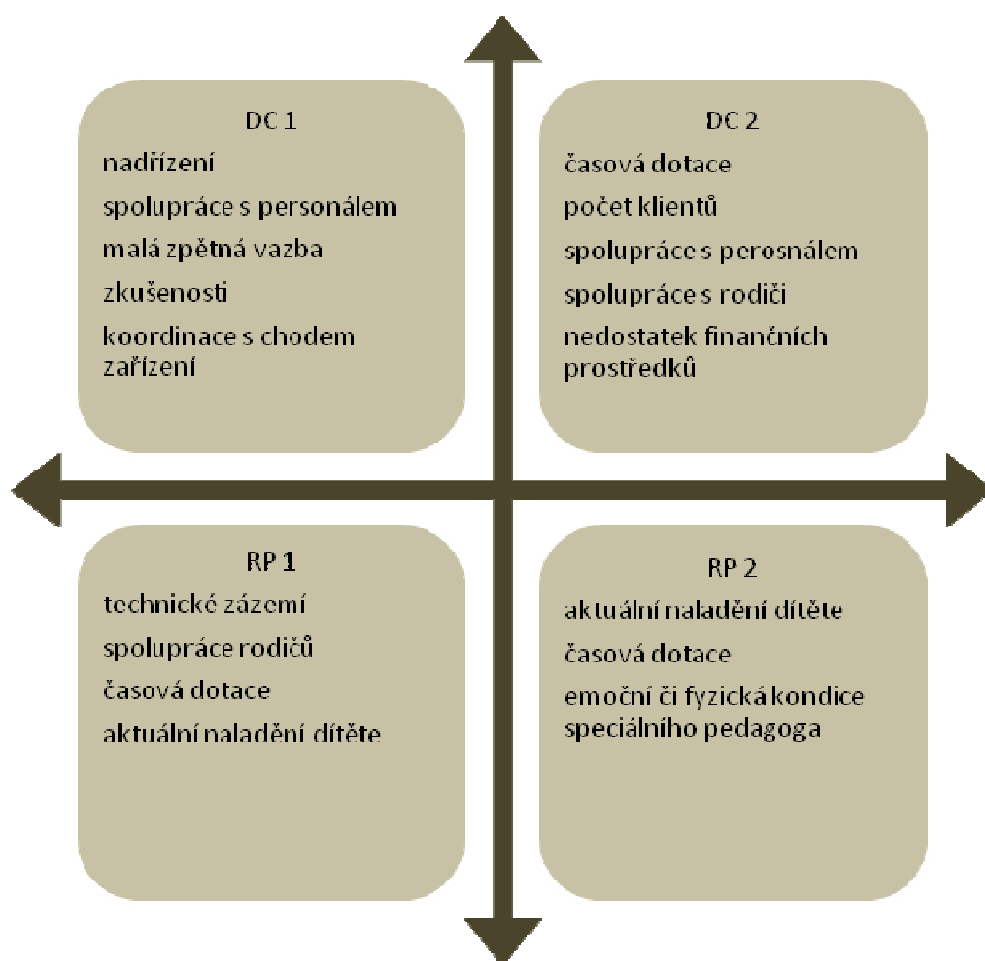 DC 1
nadřízení
spolupráce s personálem
malá zpětná vazba
zkušenosti
koordinace s chodem
zařízení
DC 2
časová dotace
počet klientů
spolupráce s perosnálem
spolupráce s rodiči
nedostatek finančních
prostředků
RP 1
technické zázemí
spolupráce rodičů
časová dotace
aktuální naladění dítěte
RP 2
aktuální naladění dítěte
časová dotace
emoční či fyzická kondice
speciálního pedagoga